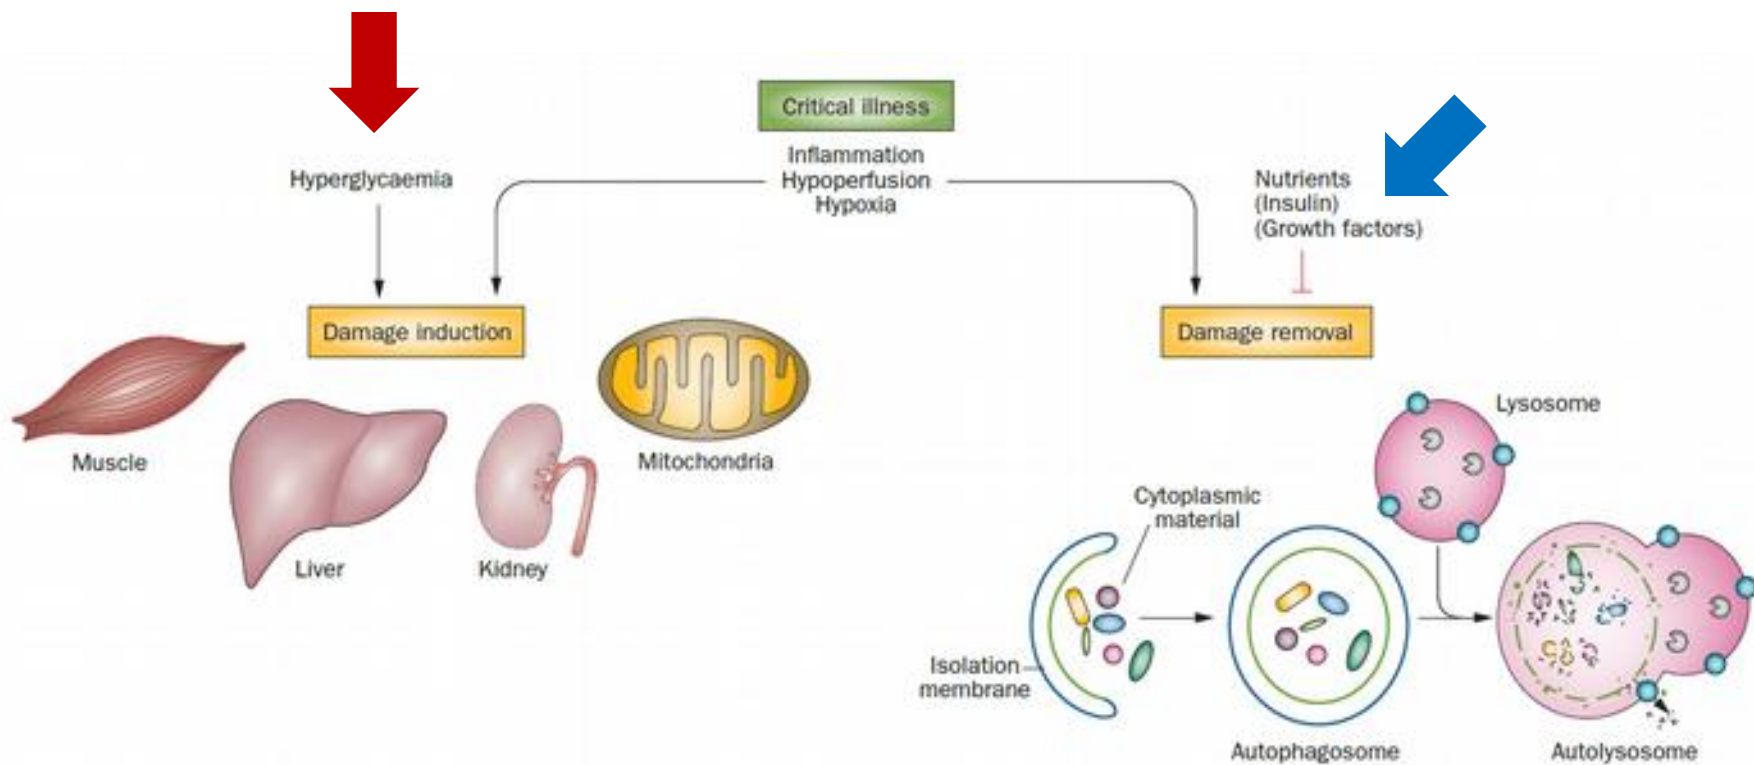 Critical illness
Inflammation
Hypoperfusion
Hypoxia
Hyperglycaemia
Nutrients
(Insulin)
(Growth factors)
Damage induction
Damage removal
Muscle
Liver
Kidney
Mitochondria
Lysosome
Cytoplasmic
material
Isolation
membrane
Autophagosome
Autolysosome